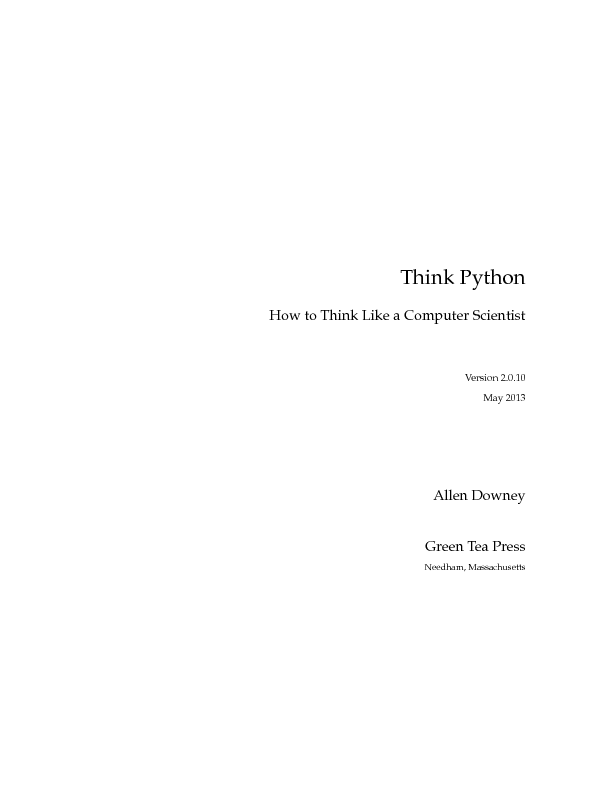 Think Python
How to Think Like a Computer Scientist
Version 2.0.10
May 2013
Allen Downey
Green Tea Press
Needham, Massachusetts